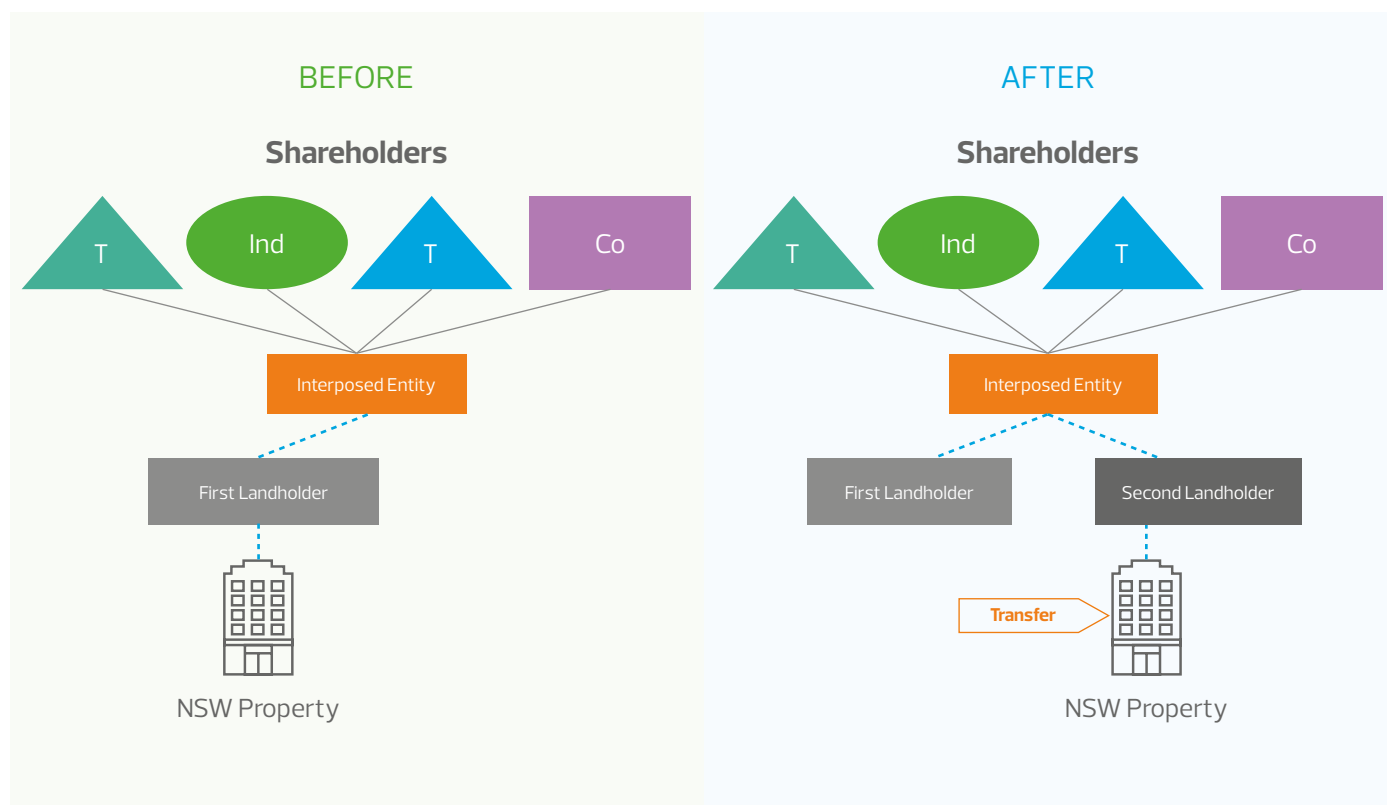 BEFORE
Shareholders
T
Ind
T
Co
Interposed Entity
First Landholder
NSW Property
AFTER
Shareholders
T
Ind
T
Co
Interposed Entity
First Landholder
Second Landholder
Transfer
NSW Property